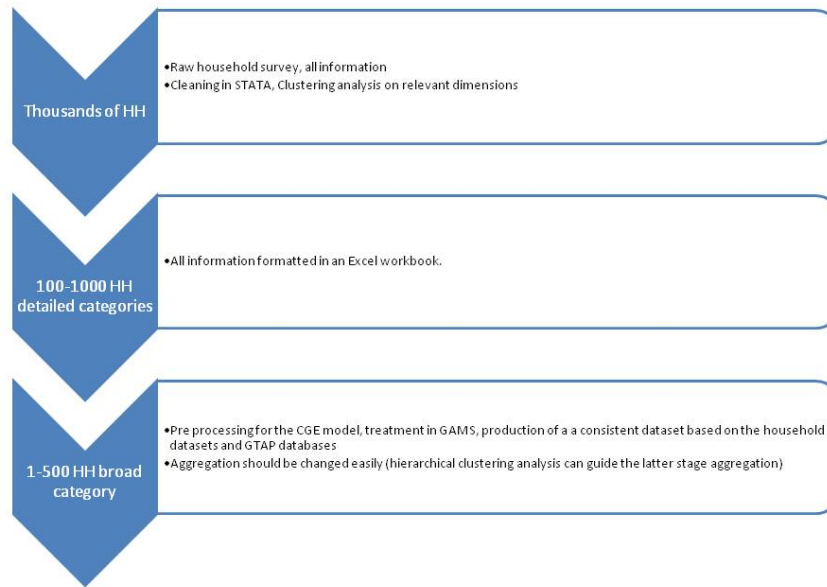 Thousands of HH
•Raw household survey, all information
•Cleaning in STATA, Clustering analysis on relevant dimensions
100-1000 HH
detailed categories
•All information formatted in an Excel workbook.
1-500 HH broad
category
•Pre processing for the CGE model, treatment in GAMS, production of a a consistent dataset based on the household
datasets and GTAP databases
•Aggregation should be changed easily (hierarchical clustering analysis can guide the latter stage aggregation)